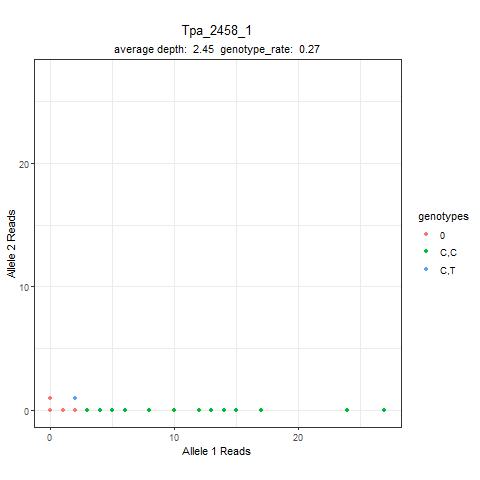 Tpa_2458_1
average depth:  2.45  genotype_rate:  0.27
Allele 2 Reads
20
10
0
0
10
20
Allele 1 Reads
genotypes
0
C,C
C,T